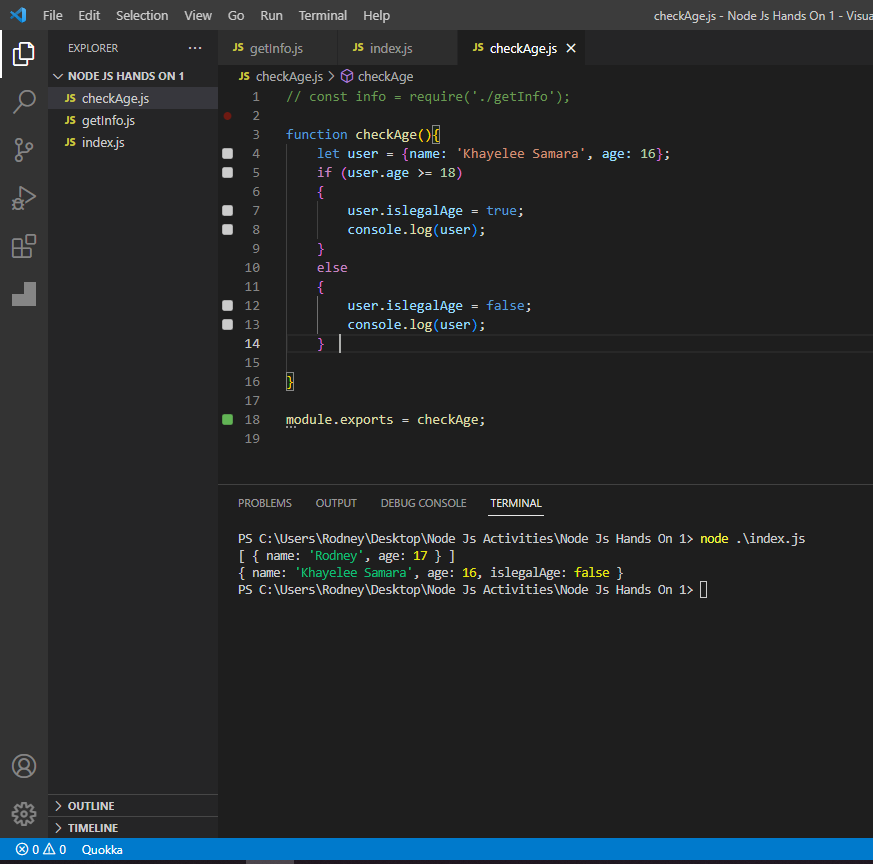 File Edit Selection View Go Run Terminal Help checkAge.js - Node Js Hands On 1 - Visua
EXPLORER ...
NODE JS HANDS ON 1
JS checkAge.js
JS getInfo.js
JS index.js
JS getInfo.js JS index.js JS checkAge.js
JS checkAge.js > checkAge
1 // const info = require('./getInfo');
2
3 function checkAge(){
4 let user = {name: 'Khayelee Samara', age: 16};
5 if (user.age >= 18)
6 {
7 user.islegalAge = true;
8 console.log(user);
9 }
10 else
11 {
12 user.islegalAge = false;
13 console.log(user);
14 }
15
16 }
17
18 module.exports = checkAge;
19
PROBLEMS OUTPUT DEBUG CONSOLE TERMINAL
PS C:\Users\Rodney\Desktop\Node Js Activities\Node Js Hands On 1> node .\index.js
[ { name: 'Rodney', age: 17 } ]
{ name: 'Khayelee Samara', age: 16, islegalAge: false }
PS C:\Users\Rodney\Desktop\Node Js Activities\Node Js Hands On 1>
OUTLINE
TIMELINE
0 0 Quokka